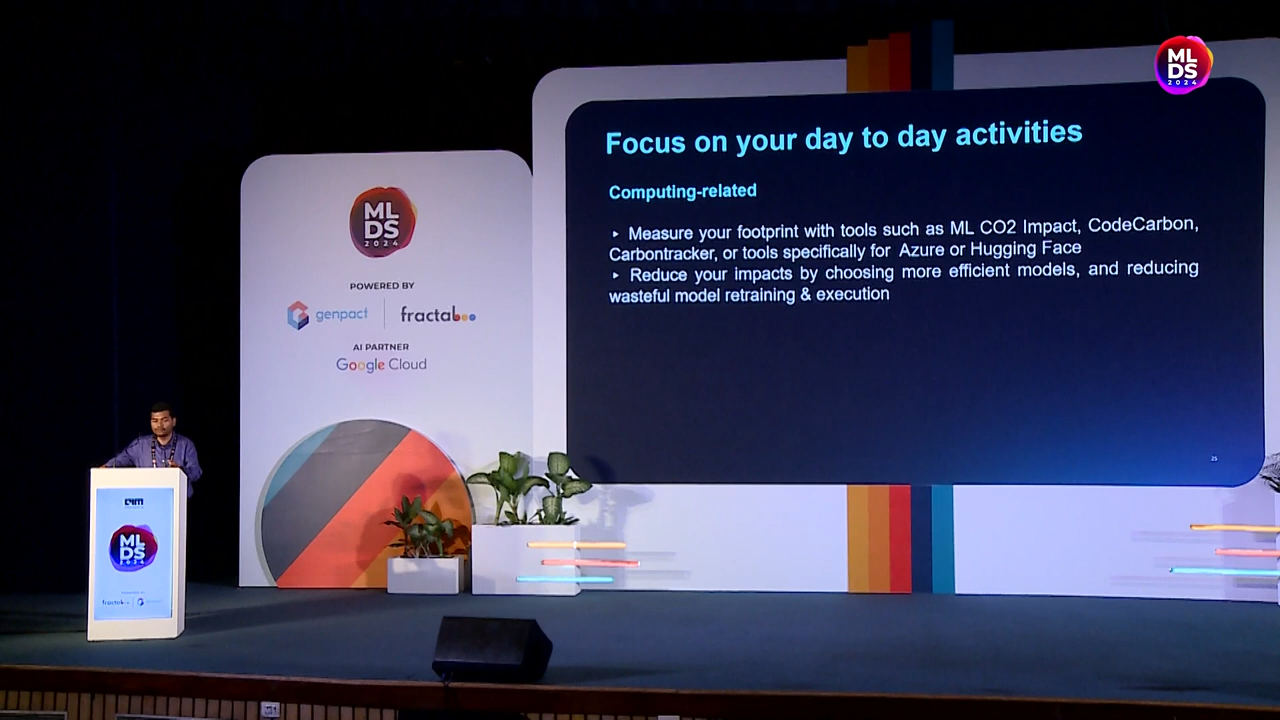 ML
DS
2024
Focus on your day to day activities
Computing-related
‣ Measure your footprint with tools such as ML CO2 Impact, CodeCarbon,
Carbontracker, or tools specifically for Azure or Hugging Face
‣ Reduce your impacts by choosing more efficient models, and reducing
wasteful model retraining & execution
25
ML
DS
2024
POWERED BY
genpact
fractal
AI PARTNER
Google Cloud
ML
DS
2024
fractal